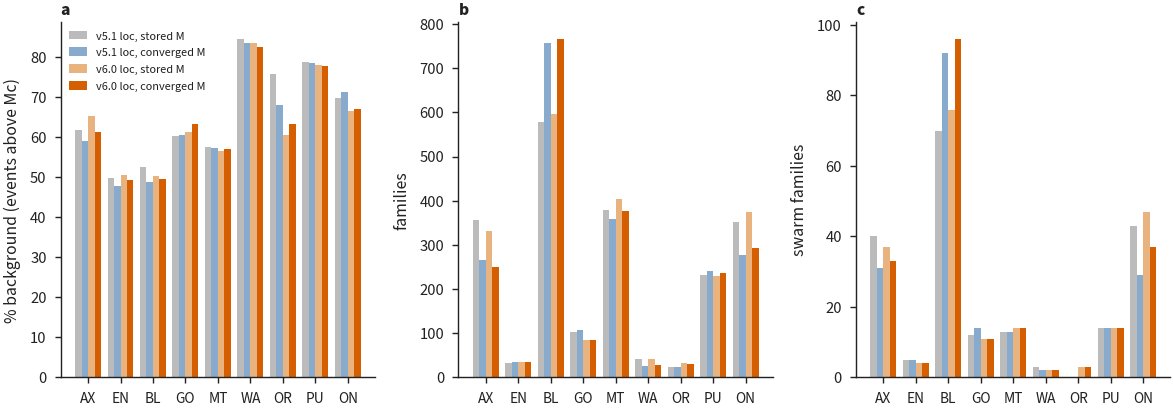 a
% background (events above Mc)
v5.1 loc, stored M
v5.1 loc, converged M
v6.0 loc, stored M
v6.0 loc, converged M
80
70
60
50
40
30
20
10
0
AX EN BL GO MT WA OR PU ON
b
families
800
700
600
500
400
300
200
100
0
AX EN BL GO MT WA OR PU ON
c
swarm families
100
80
60
40
20
0
AX EN BL GO MT WA OR PU ON